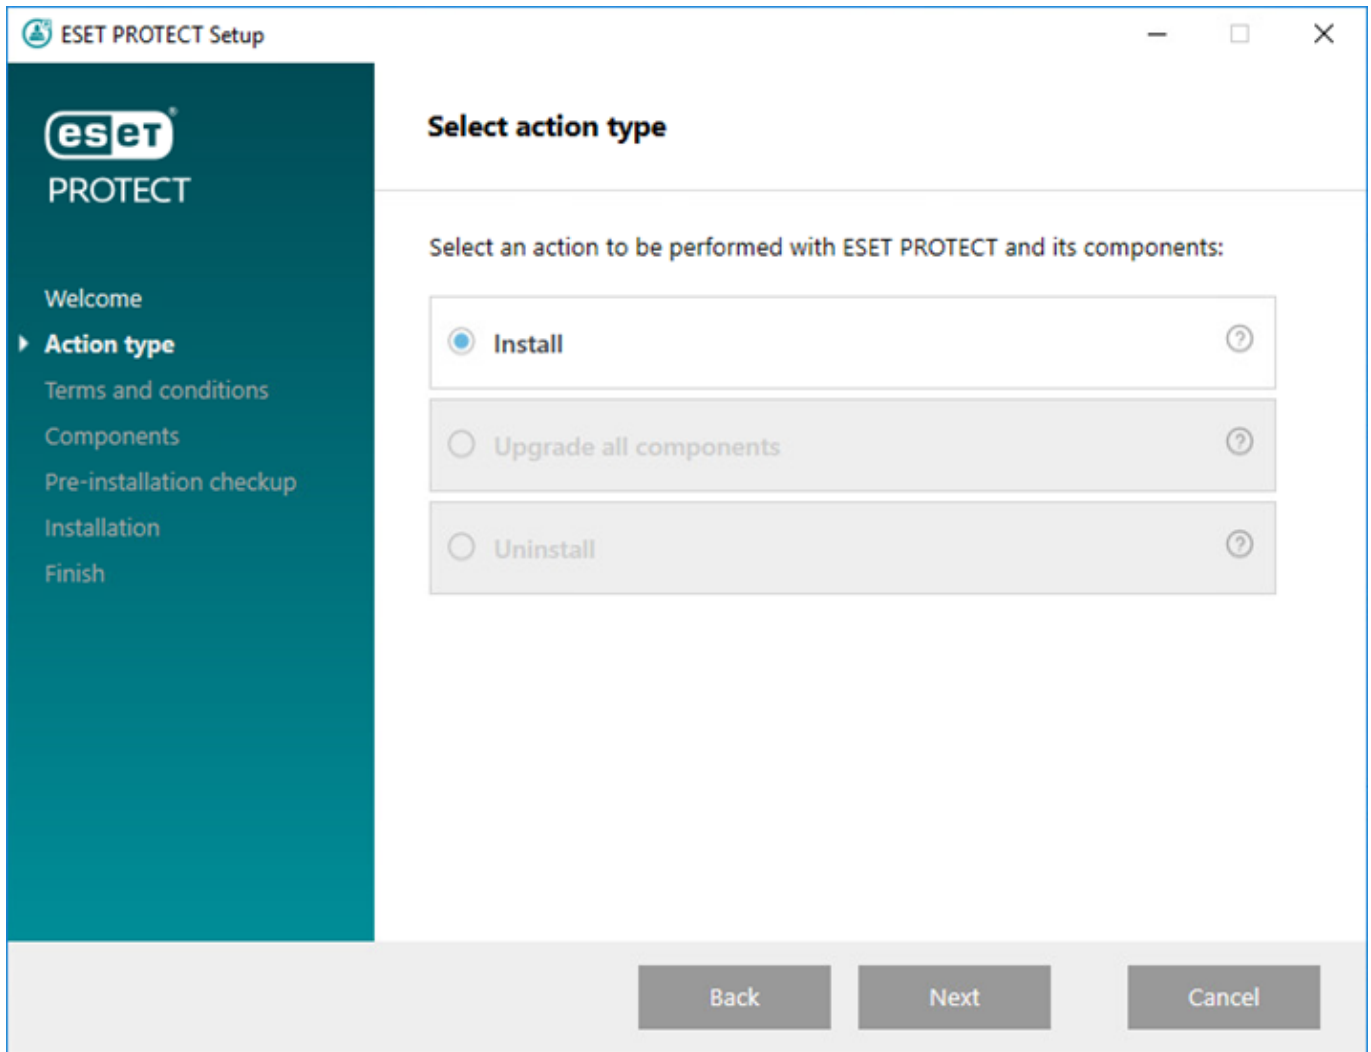 ESET PROTECT Setup
eset®
PROTECT
Welcome
Action type
Terms and conditions
Components
Pre-installation checkup
Installation
Finish
Select action type
Select an action to be performed with ESET PROTECT and its components:
Install
Upgrade all components
Uninstall
Back
Next
Cancel